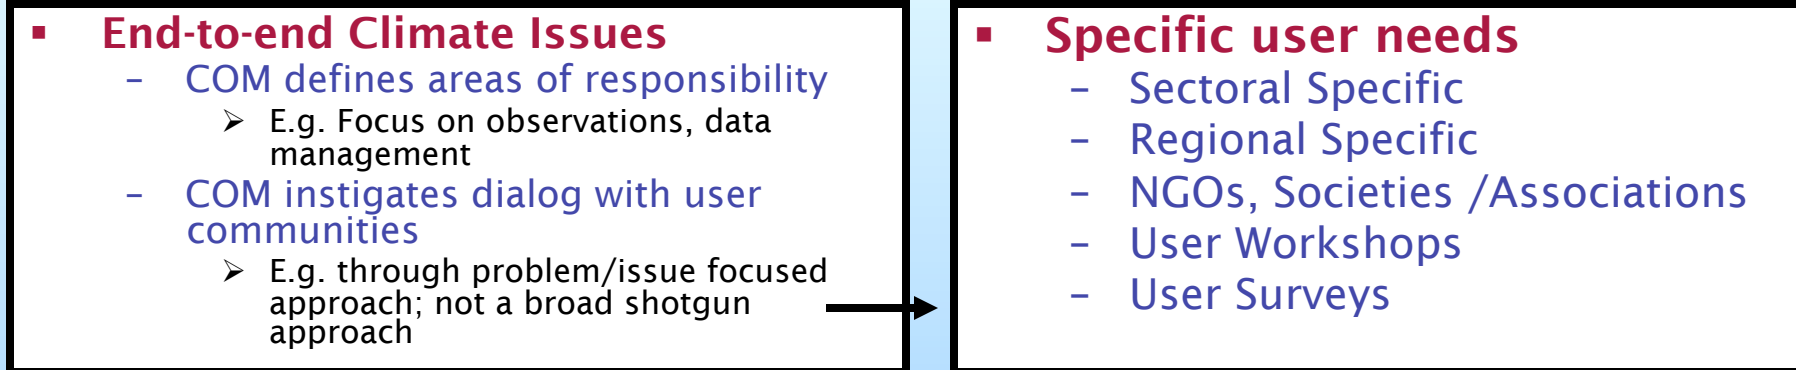 ▪ End-to-end Climate Issues
– COM defines areas of responsibility
➢ E.g. Focus on observations, data
management
– COM instigates dialog with user
communities
➢ E.g. through problem/issue focused
approach; not a broad shotgun
approach
▪ Specific user needs
– Sectoral Specific
– Regional Specific
– NGOs, Societies /Associations
– User Workshops
– User Surveys